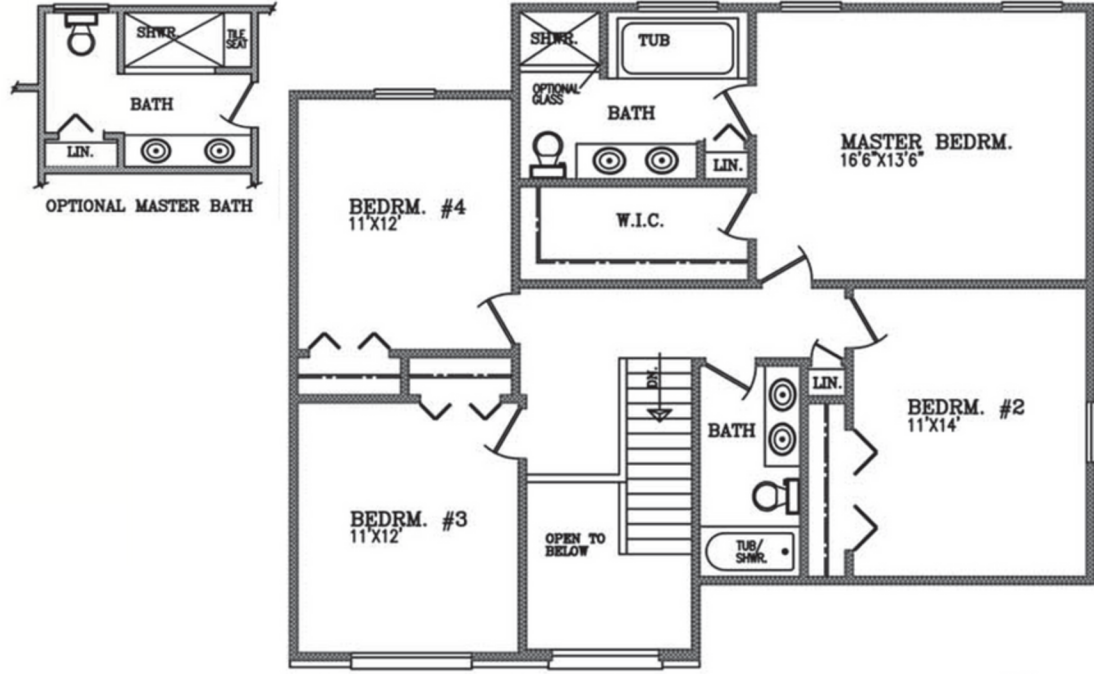 SHWR.
TILE
SEAT
BATH
LIN.
OPTIONAL MASTER BATH
SHWR.
TUB
OPTIONAL
GLASS
BATH
LIN.
MASTER BEDRM.
16'6"X13'6"
W.I.C.
BEDRM. #4
11'X12'
DN.
LIN.
BATH
BEDRM. #2
11'X14'
BEDRM. #3
11'X12'
OPEN TO
BELOW
TUB/
SHWR.